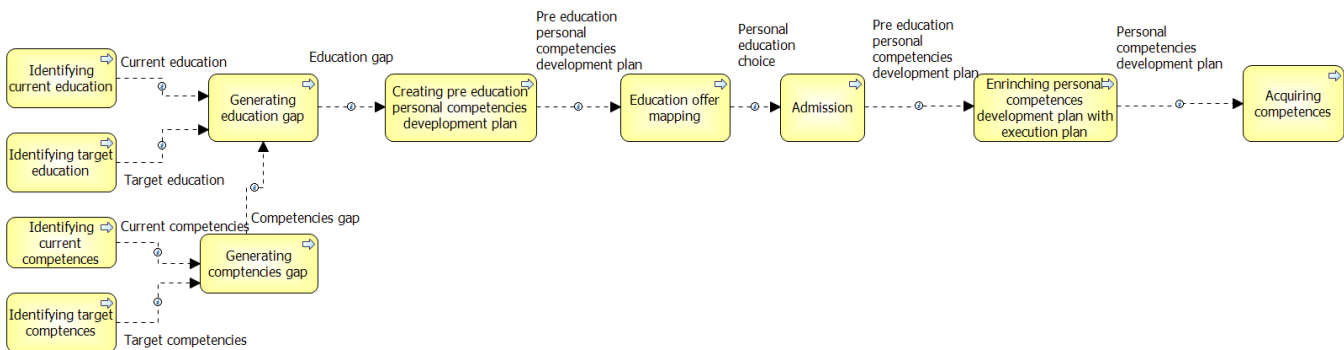 Identifying
current education
Current education
Identifying target
education
Target education
Generating
education gap
Education gap
Identifying
current
competences
Current competencies
Identifying target
comptences
Target competencies
Generating
comptencies gap
Competencies gap
Creating pre education
personal competencies
deveplopment plan
Pre education
personal
competencies
development plan
Education offer
mapping
Personal
education
choice
Admission
Pre education
personal
competencies
development plan
Enrinching personal
competences
development plan with
execution plan
Personal
competencies
development plan
Acquiring
competences